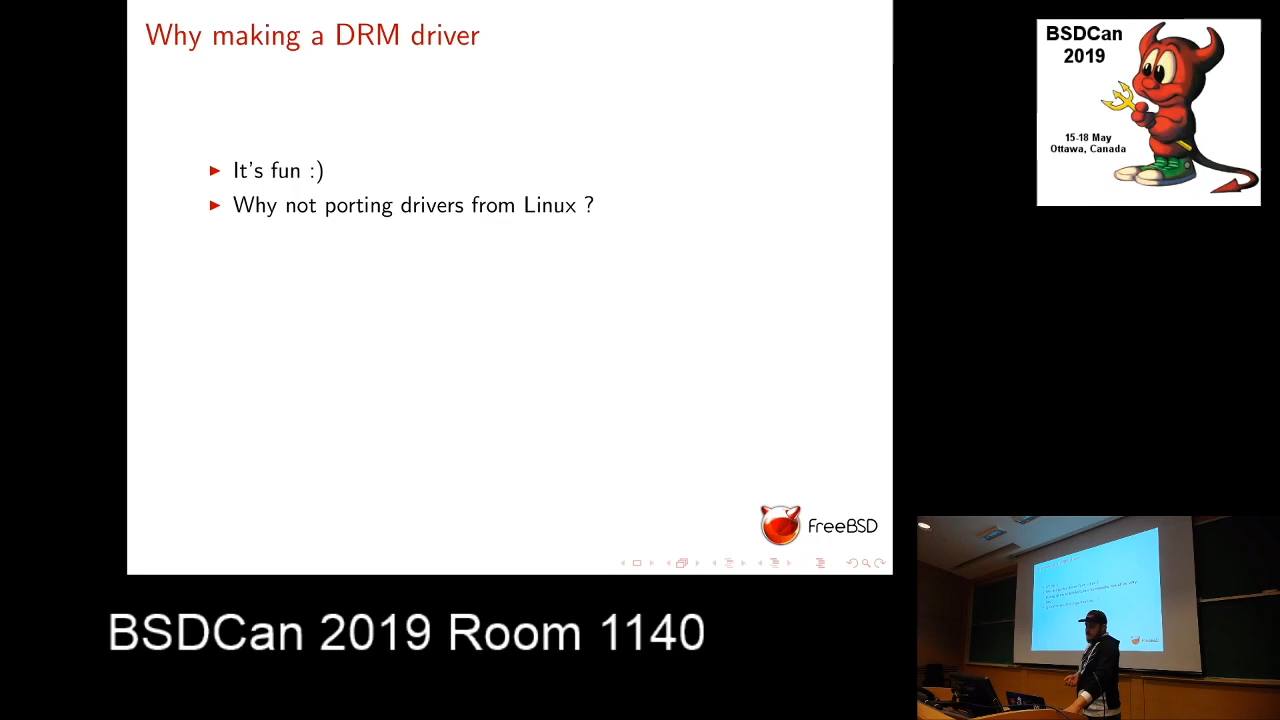 Why making a DRM driver
It's fun :)
Why not porting drivers from Linux ?
FreeBSD
BSDCan
2019
15-18 May
Ottawa, Canada
BSDCan 2019 Room 1140